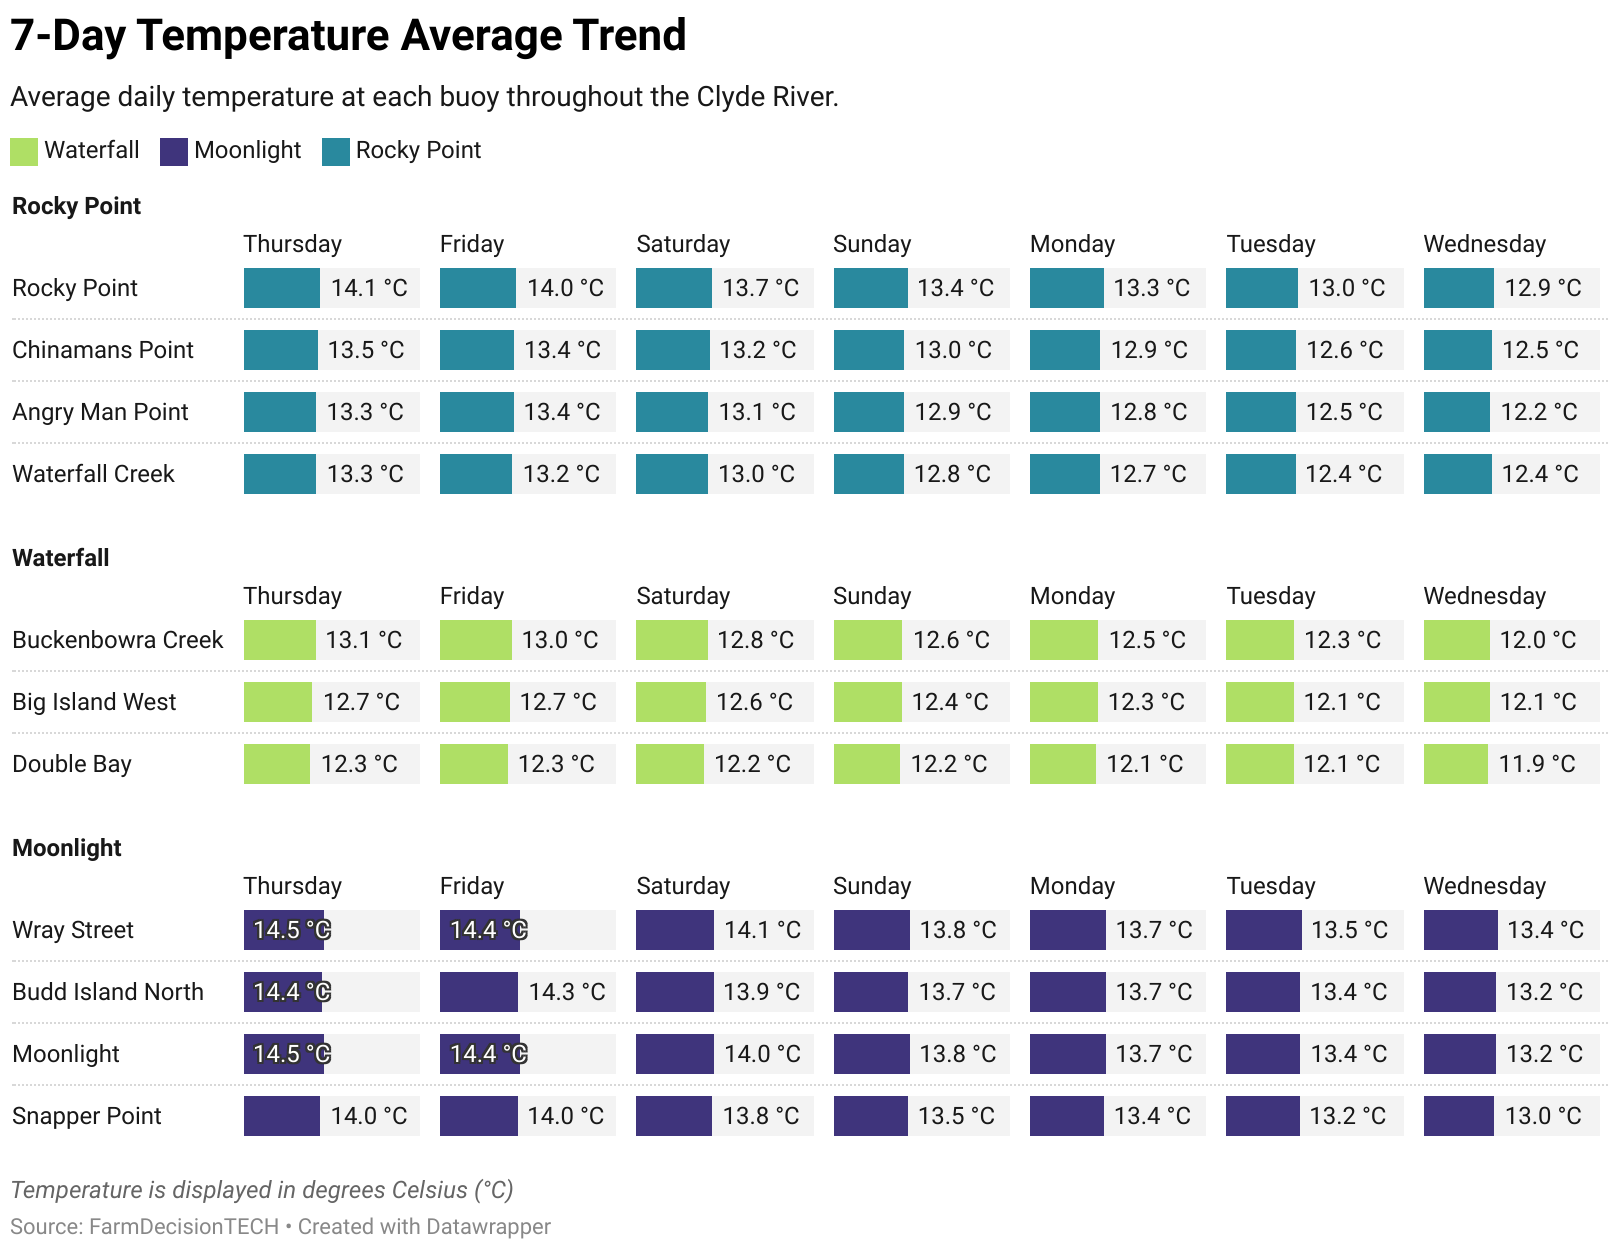 7-Day Temperature Average Trend
Average daily temperature at each buoy throughout the Clyde River.
Waterfall Moonlight Rocky Point
Rocky Point
Thursday Friday Saturday Sunday Monday Tuesday Wednesday
Rocky Point 14.1 °C 14.0 °C 13.7 °C 13.4 °C 13.3 °C 13.0 °C 12.9 °C
Chinamans Point 13.5 °C 13.4 °C 13.2 °C 13.0 °C 12.9 °C 12.6 °C 12.5 °C
Angry Man Point 13.3 °C 13.4 °C 13.1 °C 12.9 °C 12.8 °C 12.5 °C 12.2 °C
Waterfall Creek 13.3 °C 13.2 °C 13.0 °C 12.8 °C 12.7 °C 12.4 °C 12.4 °C
Waterfall
Thursday Friday Saturday Sunday Monday Tuesday Wednesday
Buckenbowra Creek 13.1 °C 13.0 °C 12.8 °C 12.6 °C 12.5 °C 12.3 °C 12.0 °C
Big Island West 12.7 °C 12.7 °C 12.6 °C 12.4 °C 12.3 °C 12.1 °C 12.1 °C
Double Bay 12.3 °C 12.3 °C 12.2 °C 12.2 °C 12.1 °C 12.1 °C 11.9 °C
Moonlight
Thursday Friday Saturday Sunday Monday Tuesday Wednesday
Wray Street 14.5 °C 14.4 °C 14.1 °C 13.8 °C 13.7 °C 13.5 °C 13.4 °C
Budd Island North 14.4 °C 14.3 °C 13.9 °C 13.7 °C 13.7 °C 13.4 °C 13.2 °C
Moonlight 14.5 °C 14.4 °C 14.0 °C 13.8 °C 13.7 °C 13.4 °C 13.2 °C
Snapper Point 14.0 °C 14.0 °C 13.8 °C 13.5 °C 13.4 °C 13.2 °C 13.0 °C
Temperature is displayed in degrees Celsius (°C)
Source: FarmDecisionTECH • Created with Datawrapper